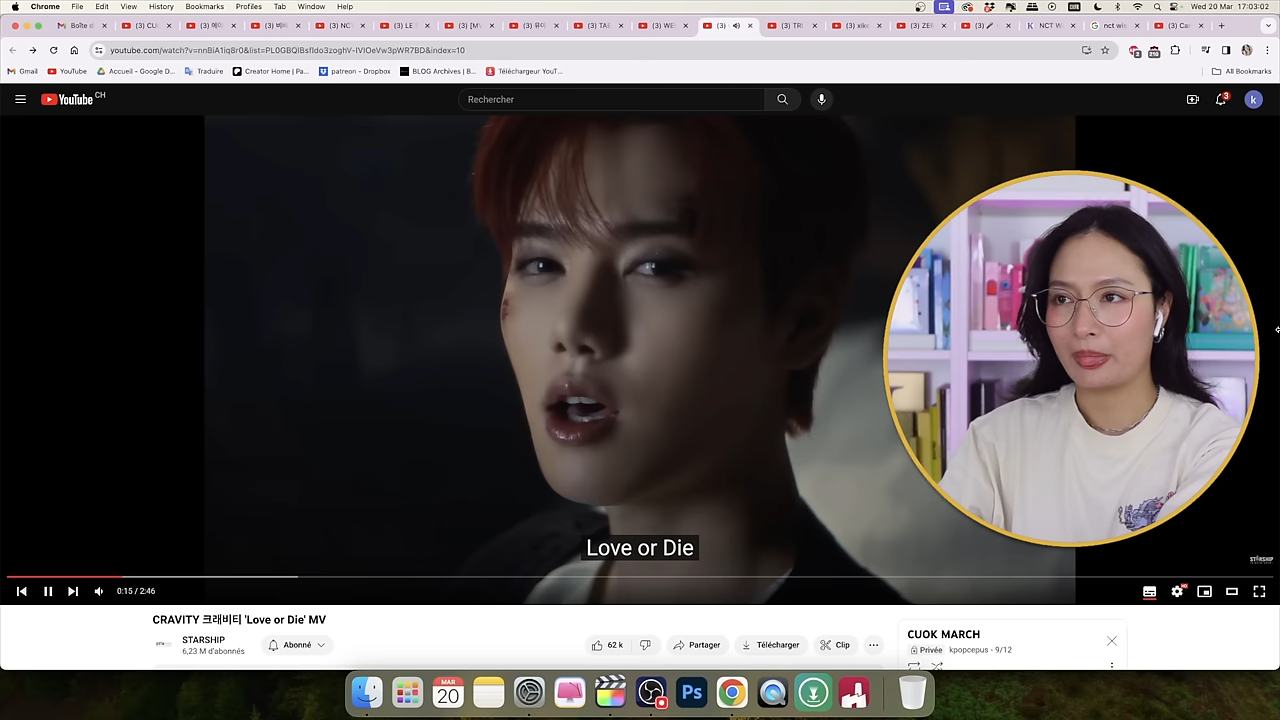 Chrome File Edit View History Bookmarks Profiles Tab Window Help
Wed 20 Mar 17:03:02
Boîte d
(3)
youtube.com/watch?v=nnBiA1iq8r0&list=PL0SBQIBsfIdo3zoghV-IVIOeVw3pWR7BD&index=10
Gmail YouTube Accueil - Google D... Traduire Creator Home | Pa... patreon - Dropbox BLOG Archives | B... Téléchargeur YouT... All Bookmarks
YouTube CH
Rechercher
3
k
Love or Die
STARSHIP
0:15 / 2:46
CRAVITY 크래비티 'Love or Die' MV
STARSHIP
6,23 M d'abonnés
Abonné
62 k
Partager
Télécharger
Clip
CUOK MARCH
Privée kpopcepus - 9/12
MAR
20
Ps